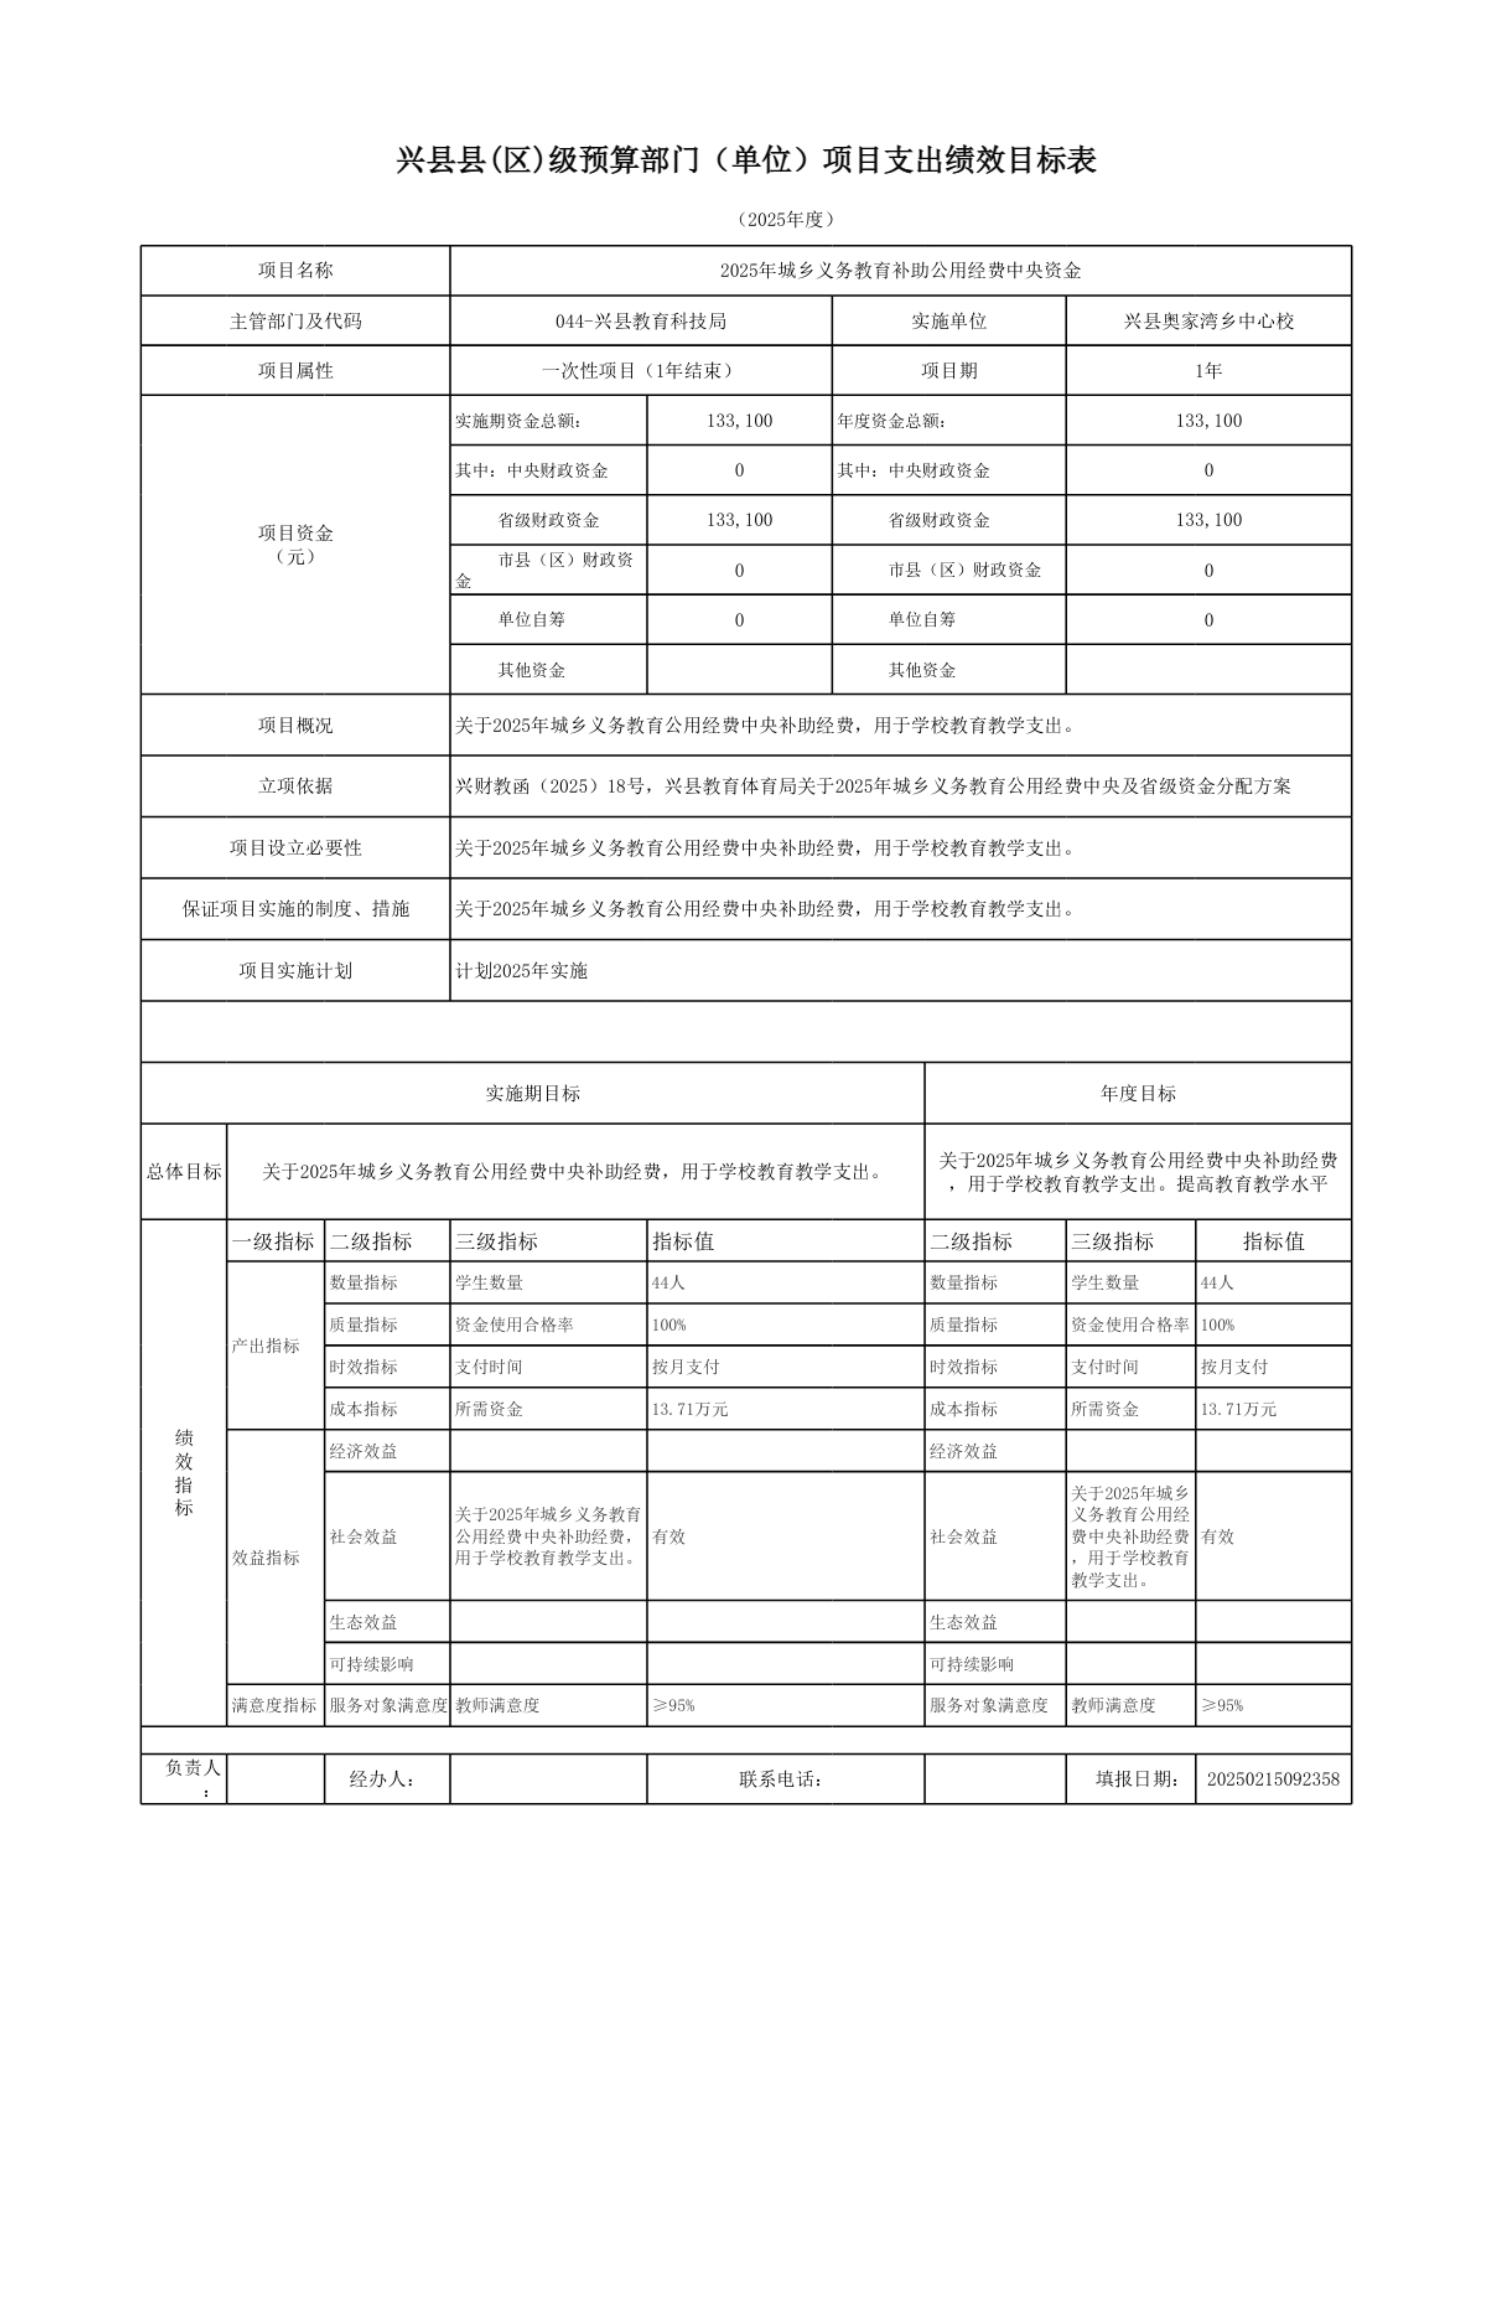 兴县县(区)级预算部门（单位）项目支出绩效目标表
（2025年度）
项目名称 2025年城乡义务教育补助公用经费中央资金
主管部门及代码 044-兴县教育科技局 实施单位 兴县奥家湾乡中心校
项目属性 一次性项目（1年结束） 项目期 1年
项目资金
（元）
实施期资金总额： 133,100 年度资金总额： 133,100
其中：中央财政资金 0 其中：中央财政资金 0
省级财政资金 133,100 省级财政资金 133,100
市县（区）财政资
金 0 市县（区）财政资金 0
单位自筹 0 单位自筹 0
其他资金 其他资金
项目概况 关于2025年城乡义务教育公用经费中央补助经费，用于学校教育教学支出。
立项依据 兴财教函（2025）18号，兴县教育体育局关于2025年城乡义务教育公用经费中央及省级资金分配方案
项目设立必要性 关于2025年城乡义务教育公用经费中央补助经费，用于学校教育教学支出。
保证项目实施的制度、措施 关于2025年城乡义务教育公用经费中央补助经费，用于学校教育教学支出。
项目实施计划 计划2025年实施
实施期目标 年度目标
总体目标 关于2025年城乡义务教育公用经费中央补助经费，用于学校教育教学支出。
关于2025年城乡义务教育公用经费中央补助经费
，用于学校教育教学支出。提高教育教学水平
绩
效
指
标
一级指标 二级指标 三级指标 指标值 二级指标 三级指标 指标值
产出指标
数量指标 学生数量 44人 数量指标 学生数量 44人
质量指标 资金使用合格率 100% 质量指标 资金使用合格率 100%
时效指标 支付时间 按月支付 时效指标 支付时间 按月支付
成本指标 所需资金 13.71万元 成本指标 所需资金 13.71万元
效益指标
经济效益 经济效益
社会效益
关于2025年城乡义务教育
公用经费中央补助经费，
用于学校教育教学支出。
有效
社会效益
关于2025年城乡
义务教育公用经
费中央补助经费
，用于学校教育
教学支出。
有效
生态效益 生态效益
可持续影响 可持续影响
满意度指标 服务对象满意度 教师满意度 ≥95% 服务对象满意度 教师满意度 ≥95%
负责人
：
经办人： 联系电话： 填报日期： 20250215092358